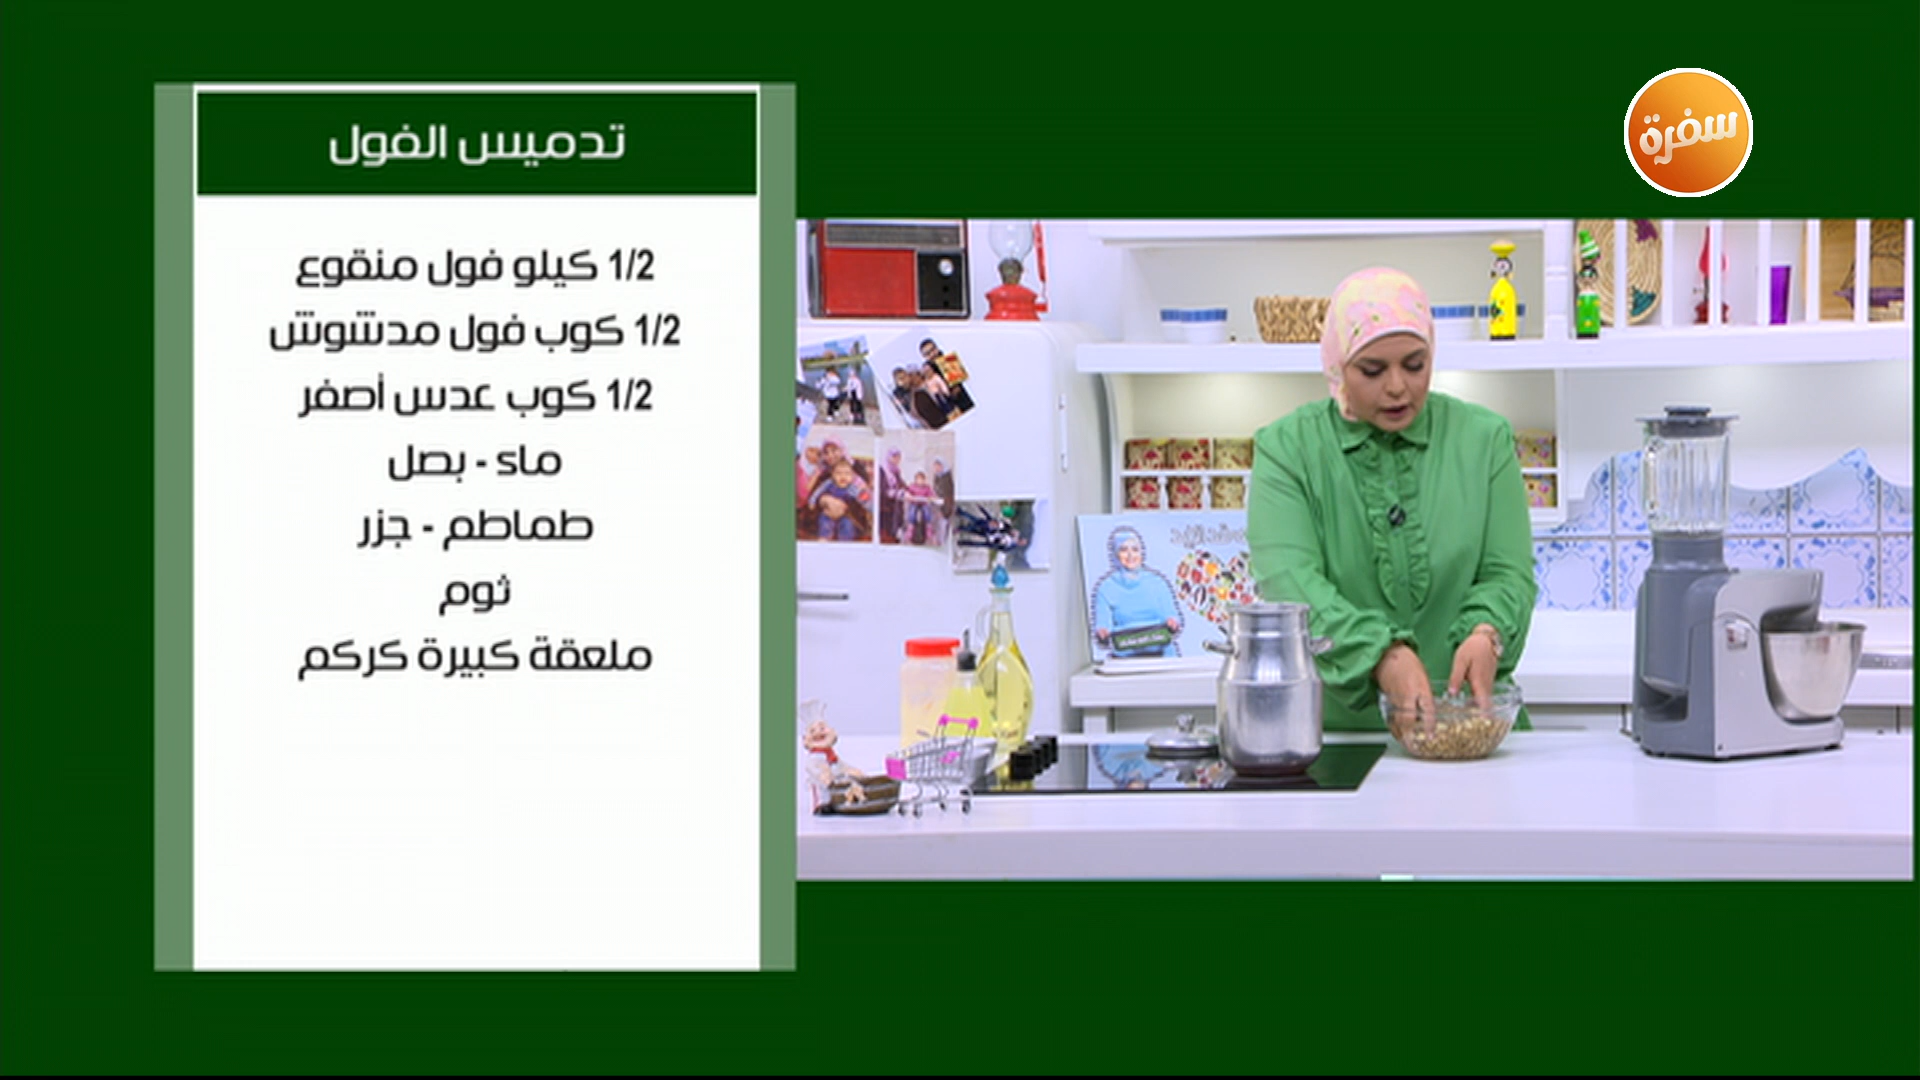 سفرة
تدميس الفول
1/2 كيلو فول منقوع
1/2 كوب فول مدشوش
1/2 كوب عدس أصفر
ماء - بصل
طماطم - جزر
ثوم
ملعقة كبيرة كركم